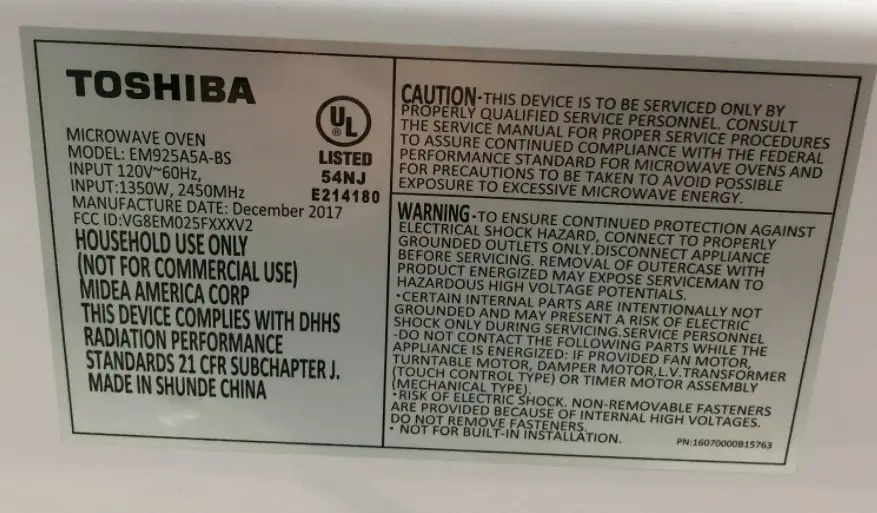 TOSHIBA
MICROWAVE OVEN
MODEL: EM925A5A-BS
INPUT 120V~60Hz,
INPUT:1350W, 2450MHz
MANUFACTURE DATE: December 2017
FCC ID:VG8EM025FXXXV2
HOUSEHOLD USE ONLY
(NOT FOR COMMERCIAL USE)
MIDEA AMERICA CORP
THIS DEVICE COMPLIES WITH DHHS
RADIATION PERFORMANCE
STANDARDS 21 CFR SUBCHAPTER J.
MADE IN SHUNDE CHINA
UL
LISTED
54NJ
E214180
CAUTION-THIS DEVICE IS TO BE SERVICED ONLY BY
PROPERLY QUALIFIED SERVICE PERSONNEL. CONSULT
THE SERVICE MANUAL FOR PROPER SERVICE PROCEDURES
TO ASSURE CONTINUED COMPLIANCE WITH THE FEDERAL
PERFORMANCE STANDARD FOR MICROWAVE OVENS AND
FOR PRECAUTIONS TO BE TAKEN TO AVOID POSSIBLE
EXPOSURE TO EXCESSIVE MICROWAVE ENERGY.
WARNING-TO ENSURE CONTINUED PROTECTION AGAINST
ELECTRICAL SHOCK HAZARD, CONNECT TO PROPERLY
GROUNDED OUTLETS ONLY.DISCONNECT APPLIANCE
BEFORE SERVICING. REMOVAL OF OUTERCASE WITH
PRODUCT ENERGIZED MAY EXPOSE SERVICEMAN TO
HAZARDOUS HIGH VOLTAGE POTENTIALS.
•CERTAIN INTERNAL PARTS ARE INTENTIONALLY NOT
GROUNDED AND MAY PRESENT A RISK OF ELECTRIC
SHOCK ONLY DURING SERVICING.SERVICE PERSONNEL
-DO NOT CONTACT THE FOLLOWING PARTS WHILE THE
APPLIANCE IS ENERGIZED: IF PROVIDED FAN MOTOR,
TURNTABLE MOTOR, DAMPER MOTOR,L.V.TRANSFORMER
(TOUCH CONTROL TYPE) OR TIMER MOTOR ASSEMBLY
(MECHANICAL TYPE).
•RISK OF ELECTRIC SHOCK. NON-REMOVABLE FASTENERS
ARE PROVIDED BECAUSE OF INTERNAL HIGH VOLTAGES.
DO NOT REMOVE FASTENERS.
• NOT FOR BUILT-IN INSTALLATION.
PN:16070000B15763